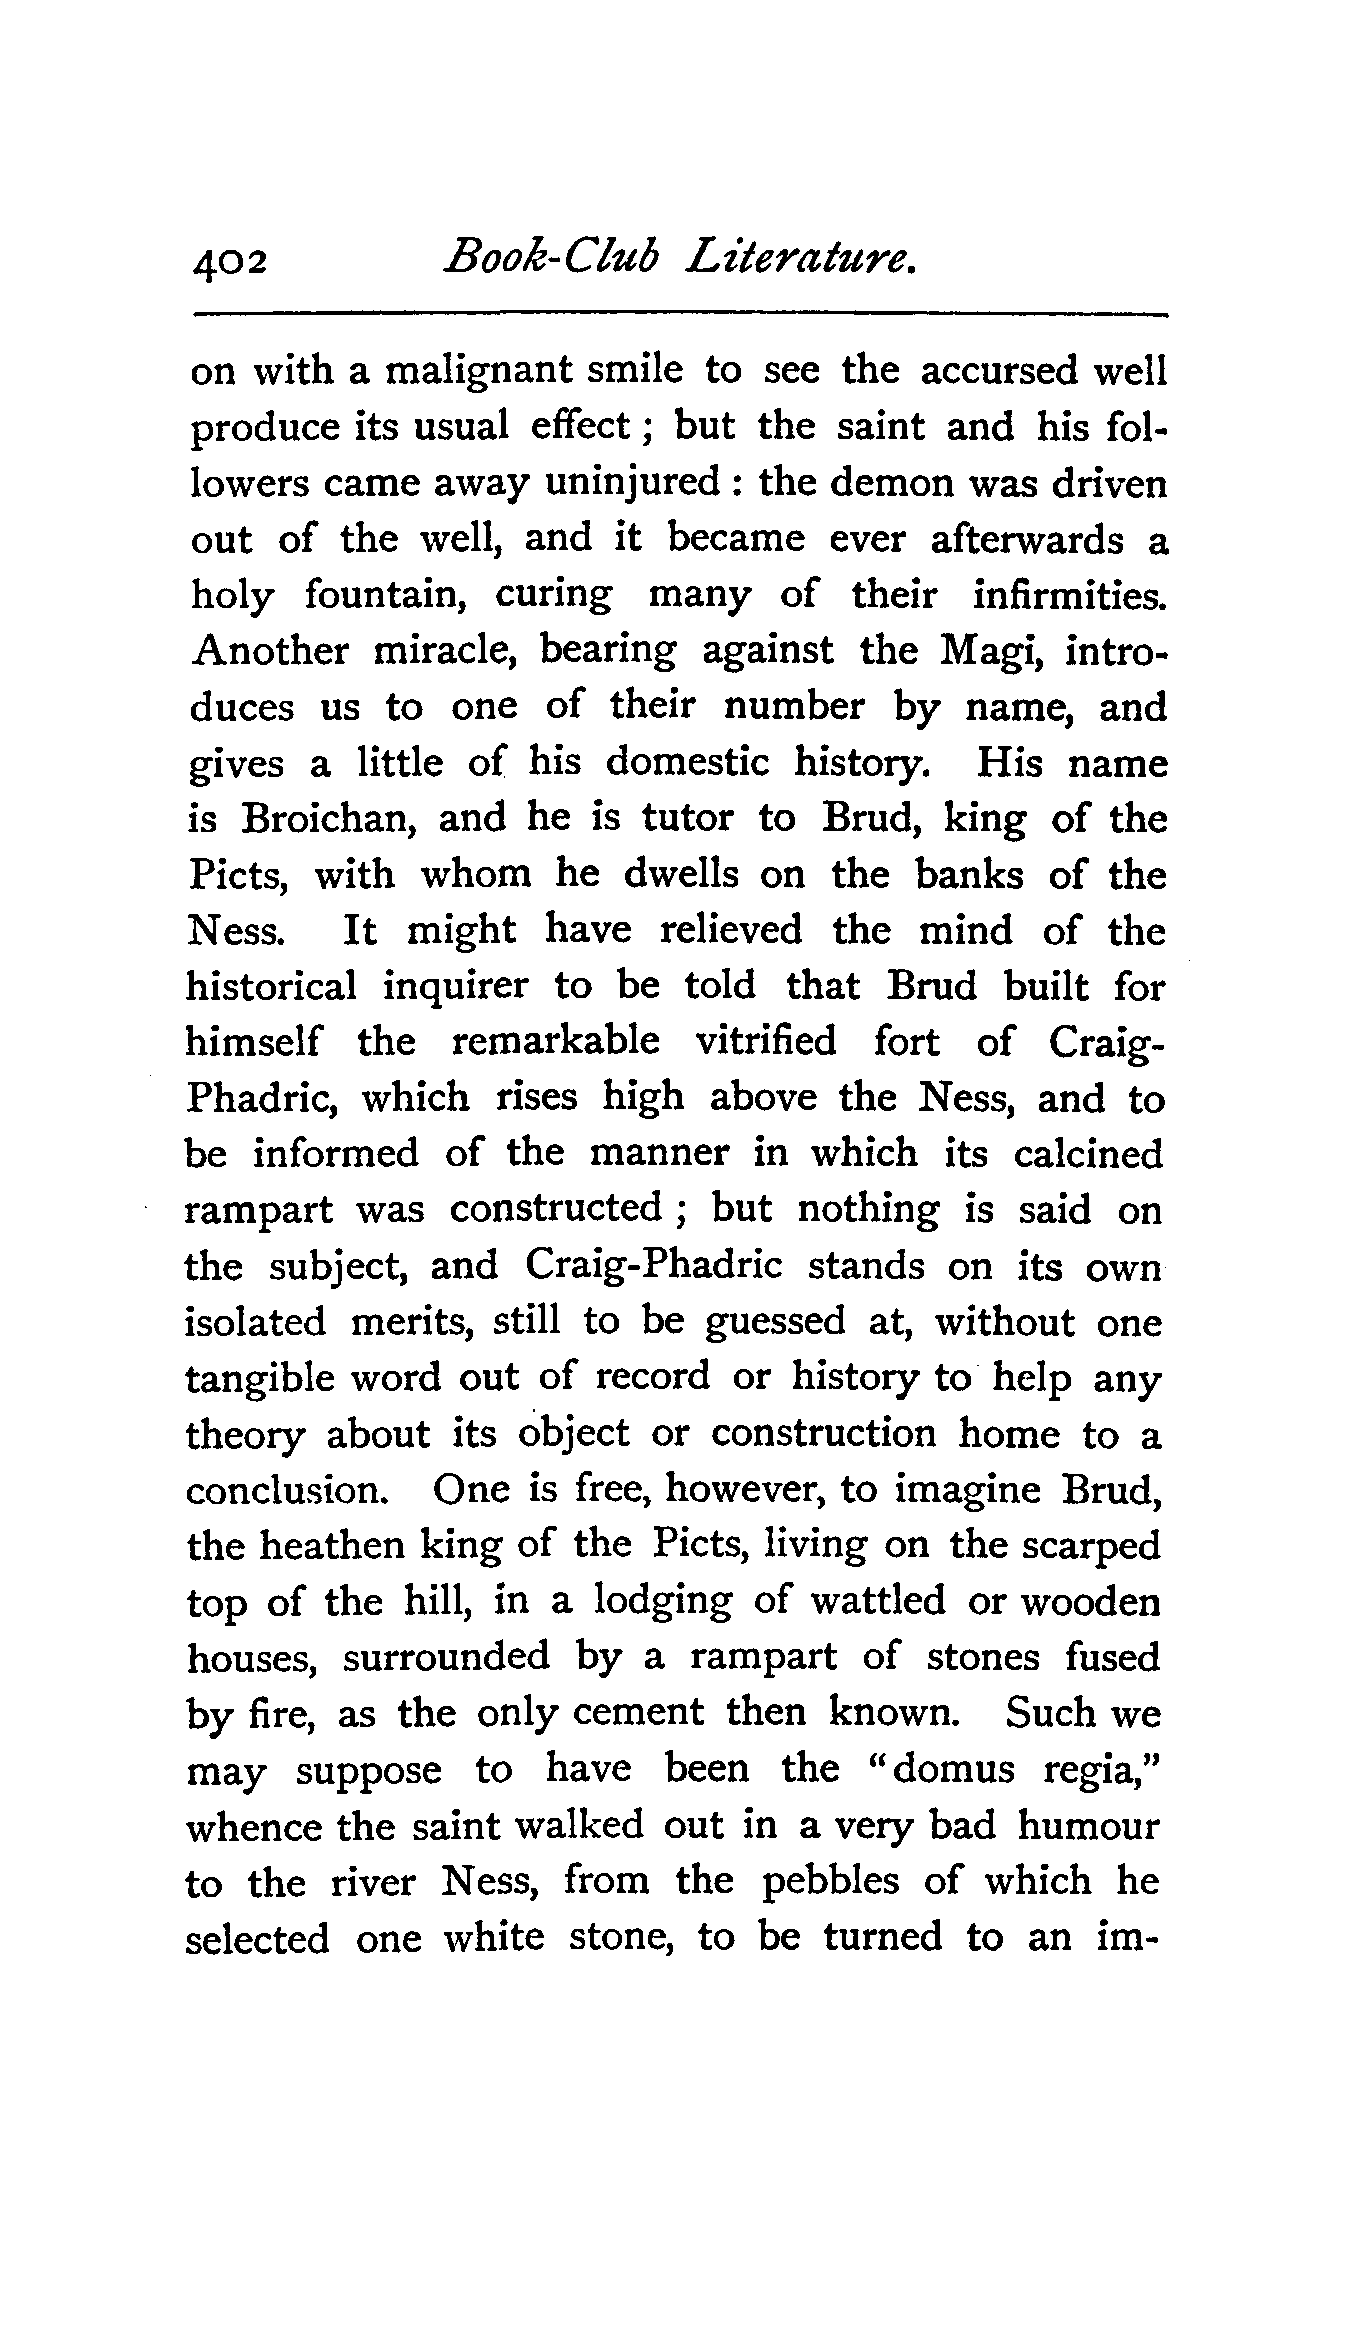 402 Book-Club Literature.
on with a malignant smile to see the accursed well
produce its usual effect ; but the saint and his fol-
lowers came away uninjured : the demon was driven
out of the well, and it became ever afterwards a
holy fountain, curing many of their infirmities.
Another miracle, bearing against the Magi, intro-
duces us to one of their number by name, and
gives a little of his domestic history. His name
is Broichan, and he is tutor to Brud, king of the
Picts, with whom he dwells on the banks of the
Ness. It might have relieved the mind of the
historical inquirer to be told that Brud built for
himself the remarkable vitrified fort of Craig-
Phadric, which rises high above the Ness, and to
be informed of the manner in which its calcined
rampart was constructed ; but nothing is said on
the subject, and Craig-Phadric stands on its own
isolated merits, still to be guessed at, without one
tangible word out of record or history to help any
theory about its object or construction home to a
conclusion. One is free, however, to imagine Brud,
the heathen king of the Picts, living on the scarped
top of the hill, in a lodging of wattled or wooden
houses, surrounded by a rampart of stones fused
by fire, as the only cement then known. Such we
may suppose to have been the "domus regia,"
whence the saint walked out in a very bad humour
to the river Ness, from the pebbles of which he
selected one white stone, to be turned to an im-